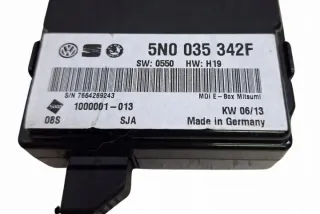 5N0 035 342F
SW: 0550 HW: H19
S/N 7664269243
MDI E-Box Mitsumi
1000001-013
KW 06/13
08S SJA Made in Germany